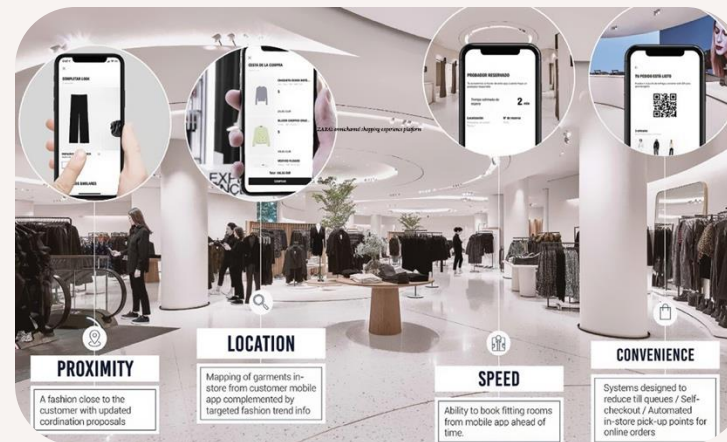 COMPLETAR LOOK
CESTA DE LA COMPRA
PROBADOR RESERVADO
2
TU PEDIDO ESTÁ LISTO
ZARA omnichannel shopping experience platform
PROXIMITY
A fashion close to the
customer with updated
cordination proposals
LOCATION
Mapping of garments in-
store from customer mobile
app complemented by
targeted fashion trend info
SPEED
Ability to book fitting rooms
from mobile app ahead of
time.
CONVENIENCE
Systems designed to
reduce till queues / Self-
checkout / Automated
in-store pick-up points for
online orders